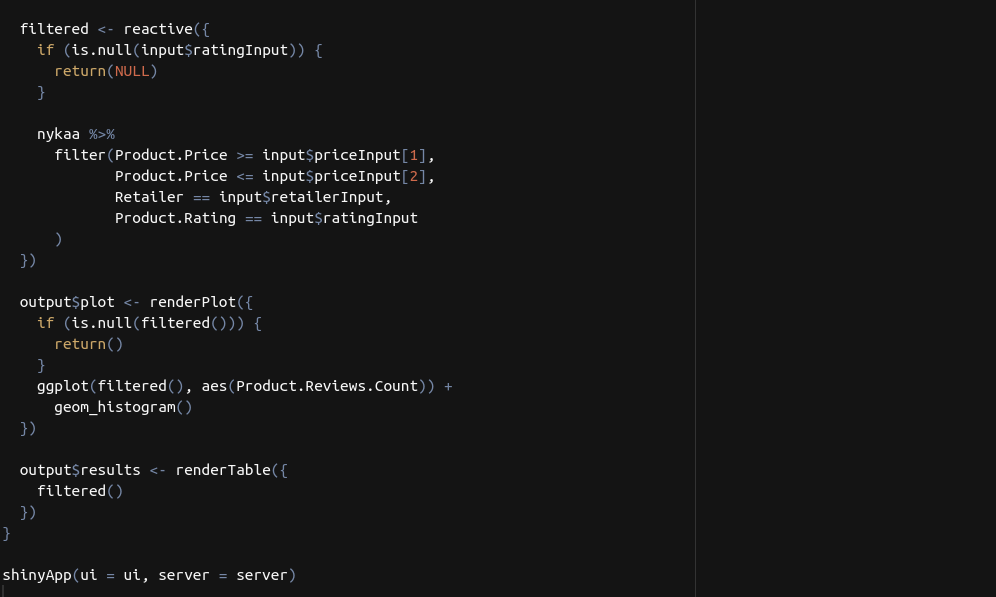 filtered <- reactive({
    if (is.null(input$ratingInput)) {
      return(NULL)
    }

    nykaa %>%
      filter(Product.Price >= input$priceInput[1],
             Product.Price <= input$priceInput[2],
             Retailer == input$retailerInput,
             Product.Rating == input$ratingInput
      )
  })

  output$plot <- renderPlot({
    if (is.null(filtered())) {
      return()
    }
    ggplot(filtered(), aes(Product.Reviews.Count)) +
      geom_histogram()
  })

  output$results <- renderTable({
    filtered()
  })
}

shinyApp(ui = ui, server = server)